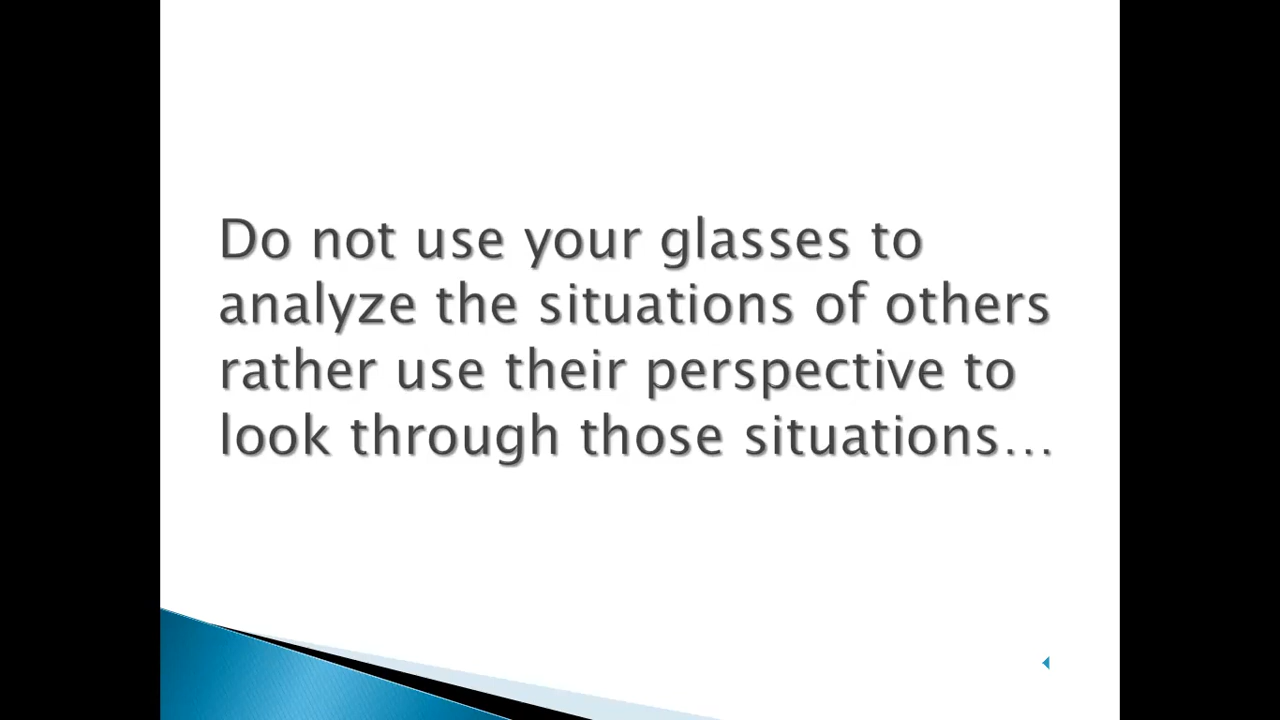 Do not use your glasses to
analyze the situations of others
rather use their perspective to
look through those situations…